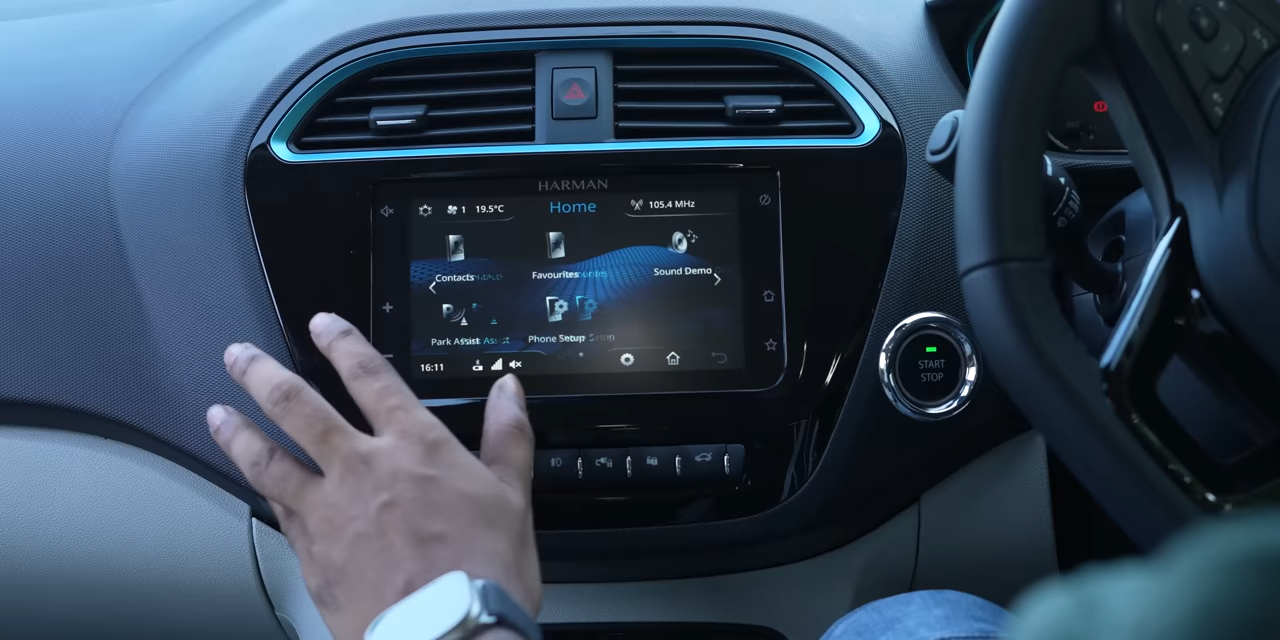 HARMAN
1 19.5°C
Home
105.4 MHz
Contacts
Favourites
Sound Demo
Park Assist
Phone Setup
16:11
START
STOP